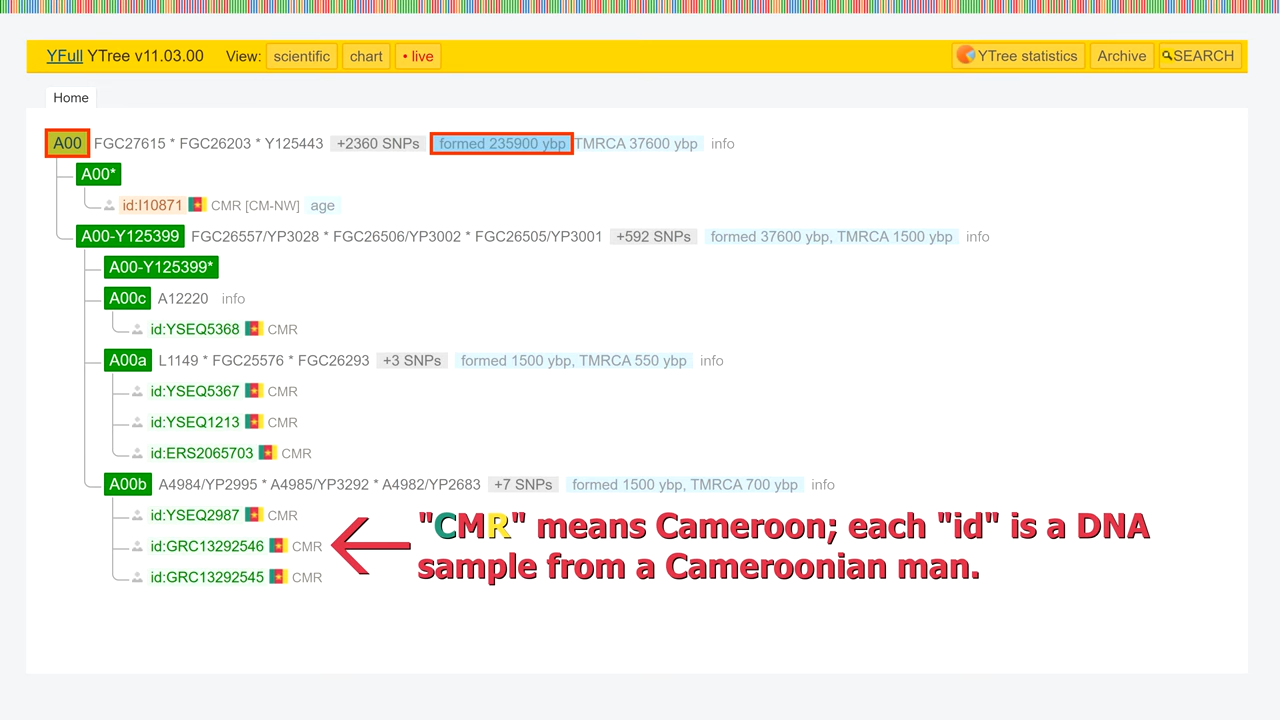 YFull YTree v11.03.00 View: scientific chart • live YTree statistics Archive SEARCH
Home
A00 FGC27615 * FGC26203 * Y125443 +2360 SNPs formed 235900 ybp TMRCA 37600 ybp info
A00*
id:I10871 CMR [CM-NW] age
A00-Y125399 FGC26557/YP3028 * FGC26506/YP3002 * FGC26505/YP3001 +592 SNPs formed 37600 ybp, TMRCA 1500 ybp info
A00-Y125399*
A00c A12220 info
id:YSEQ5368 CMR
A00a L1149 * FGC25576 * FGC26293 +3 SNPs formed 1500 ybp, TMRCA 550 ybp info
id:YSEQ5367 CMR
id:YSEQ1213 CMR
id:ERS2065703 CMR
A00b A4984/YP2995 * A4985/YP3292 * A4982/YP2683 +7 SNPs formed 1500 ybp, TMRCA 700 ybp info
id:YSEQ2987 CMR
id:GRC13292546 CMR
id:GRC13292545 CMR
"CMR" means Cameroon; each "id" is a DNA
sample from a Cameroonian man.